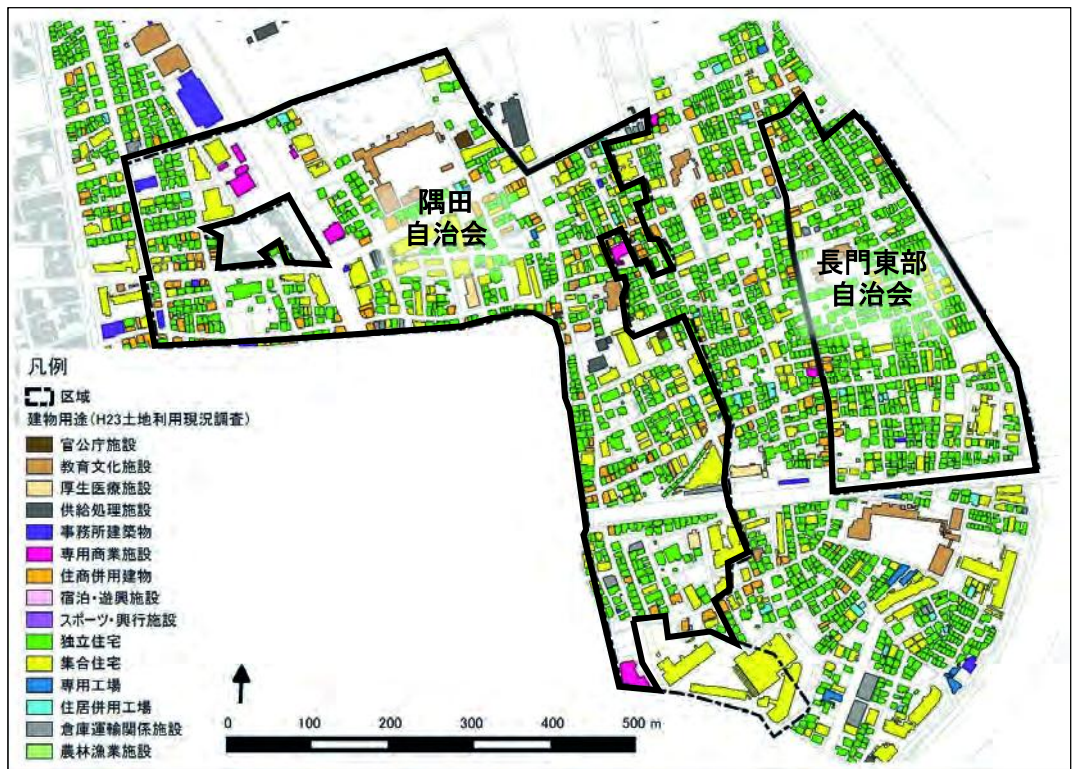 隅田
自治会
長門東部
自治会
凡例
区域
建物用途(H23土地利用現況調査)
官公庁施設
教育文化施設
厚生医療施設
供給処理施設
事務所建築物
専用商業施設
住商併用建物
宿泊・遊興施設
スポーツ・興行施設
独立住宅
集合住宅
専用工場
住居併用工場
倉庫運輸関係施設
農林漁業施設
0 100 200 300 400 500 m